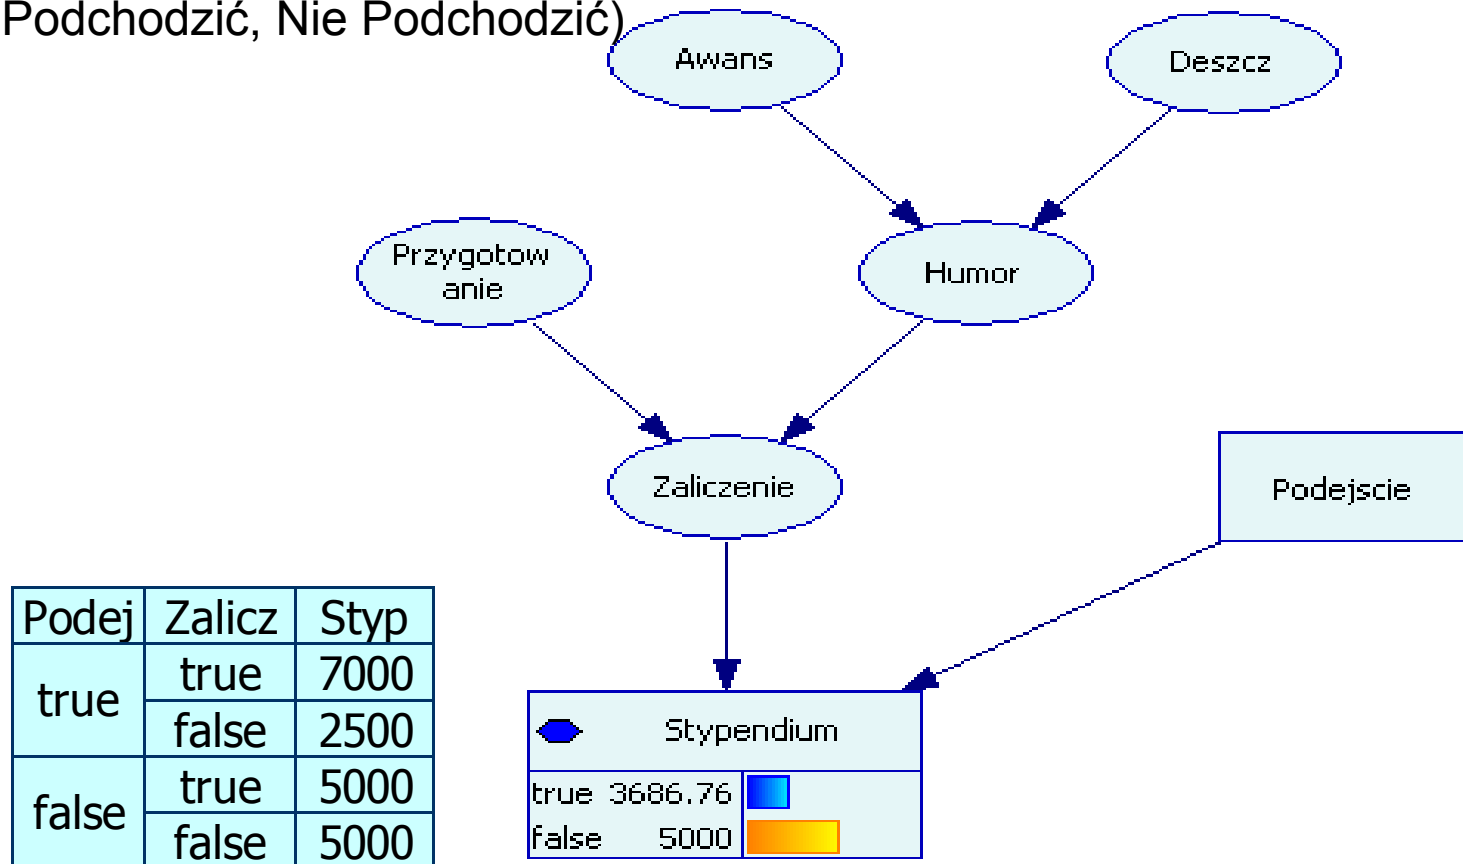 Podchodzić, Nie Podchodzić)
Awans
Deszcz
Przygotow
anie
Humor
Zaliczenie
Podejscie
Podej Zalicz Styp
true true 7000
false 2500
false true 5000
false 5000
Stypendium
true 3686.76
false 5000